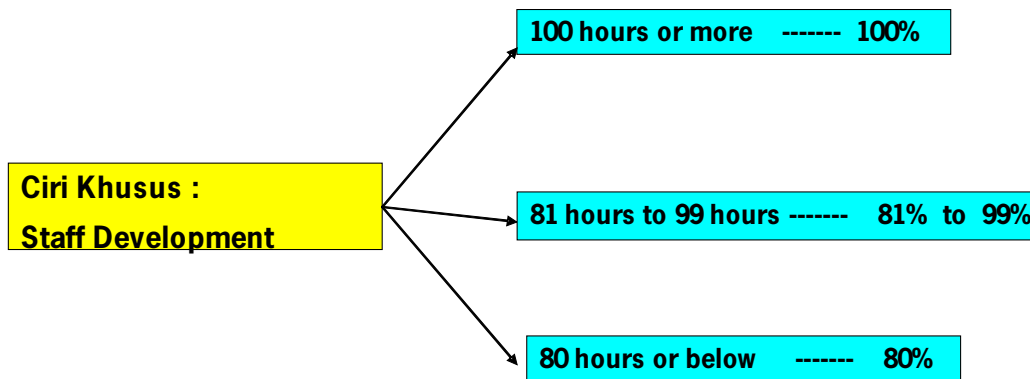 100 hours or more ------- 100%
Ciri Khusus :
Staff Development
81 hours to 99 hours ------- 81% to 99%
80 hours or below ------- 80%